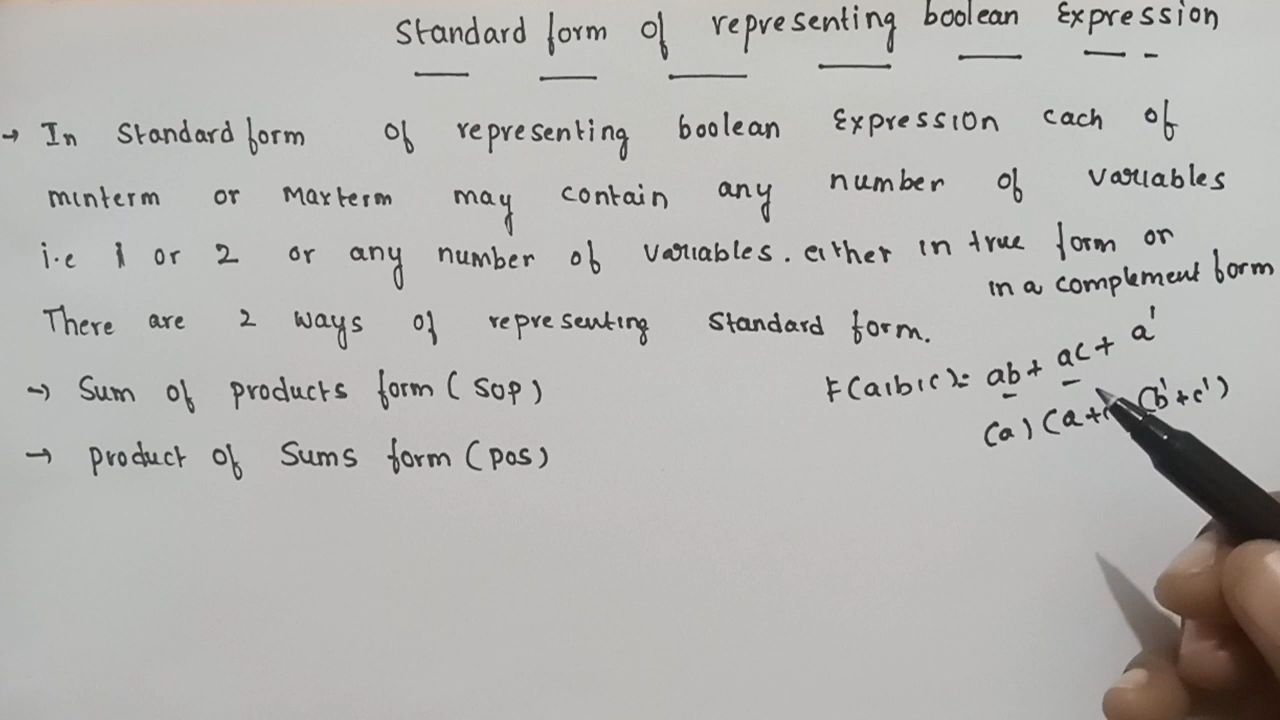 Standard form of representing boolean Expression
→ In Standard form of representing boolean Expression each of
minterm or Maxterm may contain any number of variables
i.e 1 or 2 or any number of variables. either in true form or
in a complement form
There are 2 ways of representing Standard form.
→ Sum of products form (SOP)
F(a,b,c)= ab + ac + a'
(a) (a+ (b'+c')
→ product of Sums form (pos)